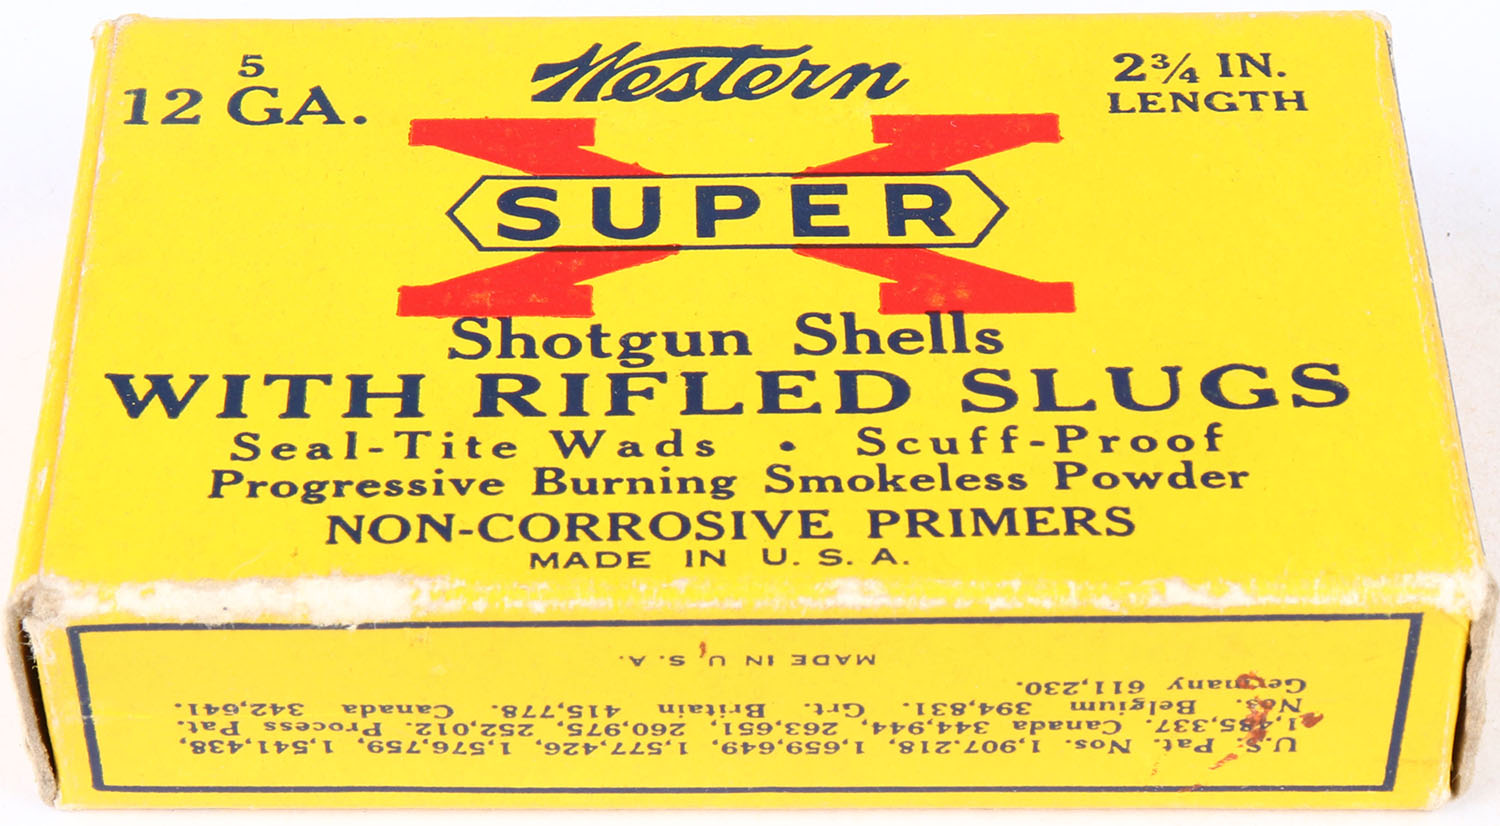 5
12 GA.
Western
2¾ IN.
LENGTH
SUPER X
Shotgun Shells
WITH RIFLED SLUGS
Seal-Tite Wads • Scuff-Proof
Progressive Burning Smokeless Powder
NON-CORROSIVE PRIMERS
MADE IN U. S. A.
U.S. Pat. Nos. 1,907,218, 1,659,649, 1,577,426, 1,576,759, 1,541,438,
1,485,337. Canada 344,944, 263,651, 260,975, 252,012. Process Pat.
Nos. Belgium 394,831. Grt. Britain 415,778. Canada 342,641.
Germany 611,230.
MADE IN U. S. A.